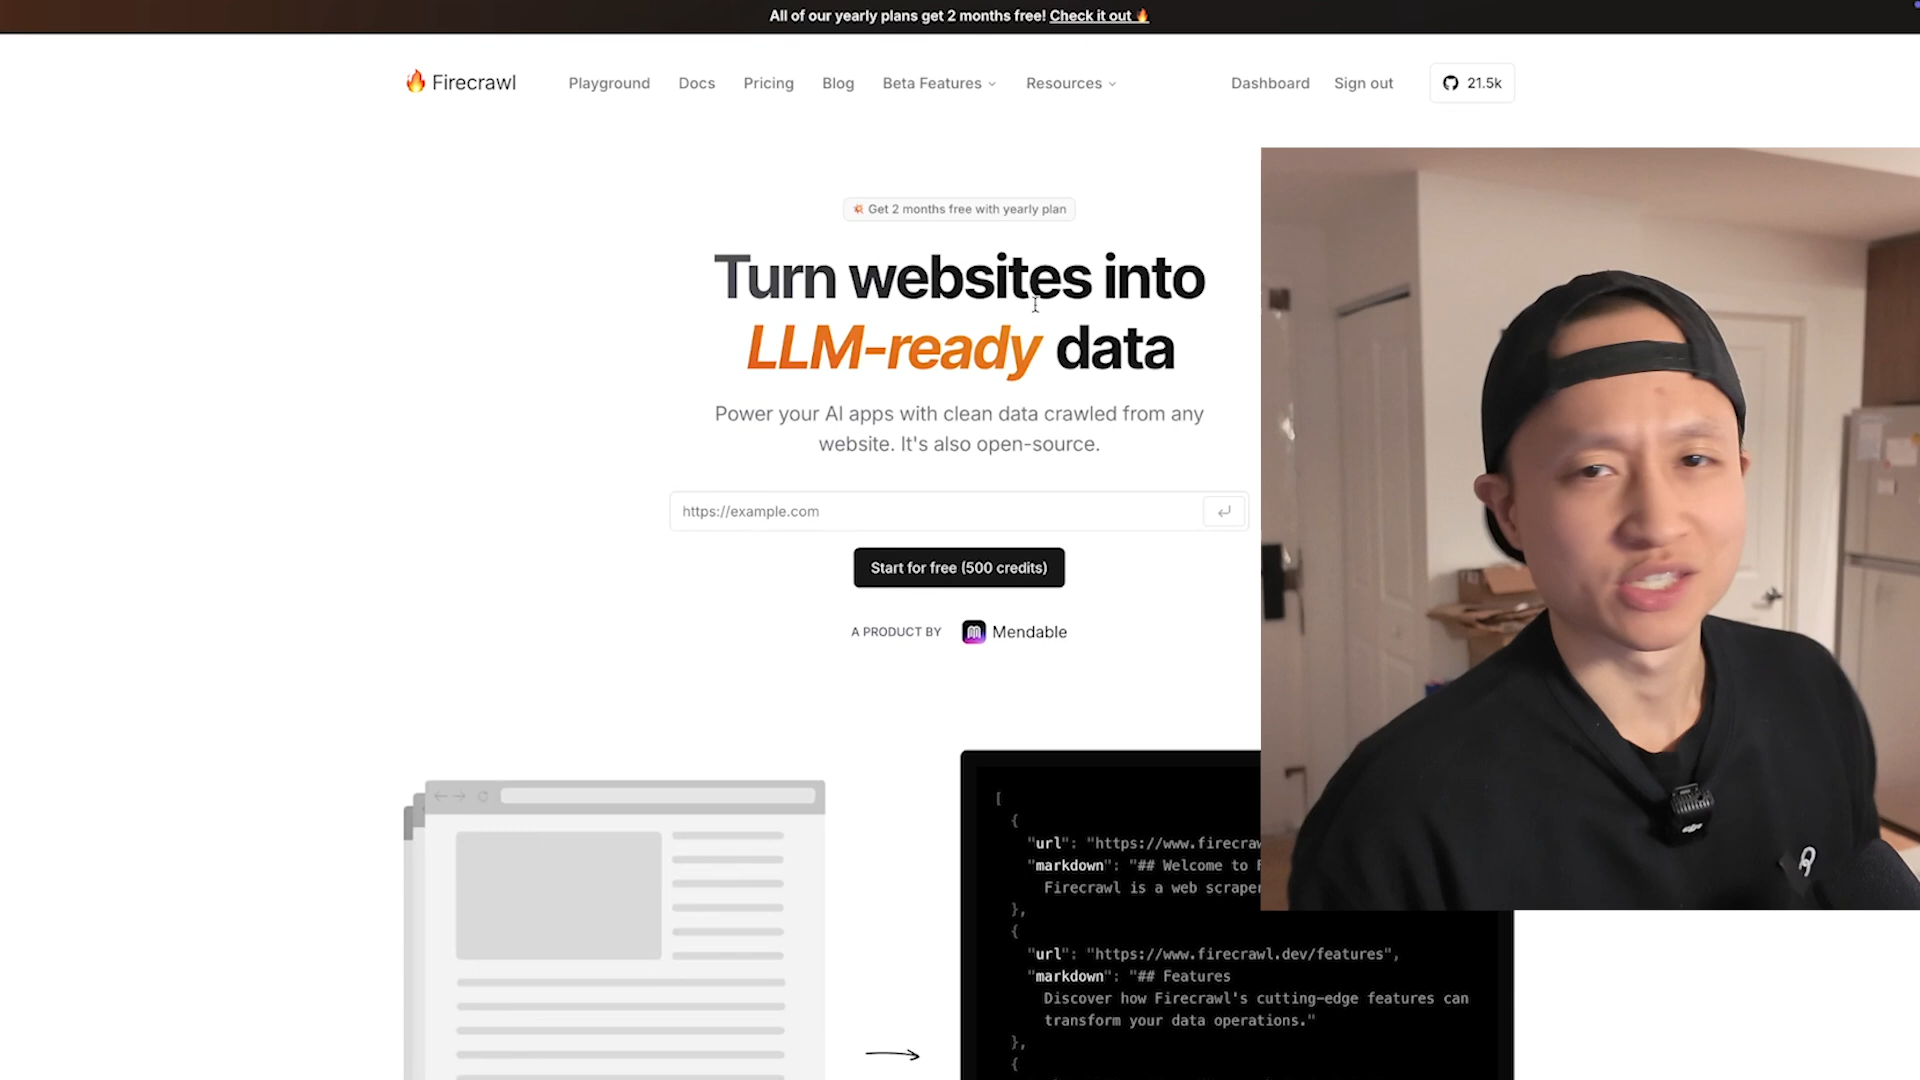 All of our yearly plans get 2 months free! Check it out 🔥
🔥 Firecrawl
Playground
Docs
Pricing
Blog
Beta Features
Resources
Dashboard
Sign out
21.5k
💥 Get 2 months free with yearly plan
Turn websites into
LLM-ready data
Power your AI apps with clean data crawled from any
website. It's also open-source.
https://example.com
Start for free (500 credits)
A PRODUCT BY
Mendable
[
{
"url": "https://www.firecraw
"markdown": "## Welcome to F
Firecrawl is a web scraper
},
{
"url": "https://www.firecrawl.dev/features",
"markdown": "## Features
Discover how Firecrawl's cutting-edge features can
transform your data operations."
},
{